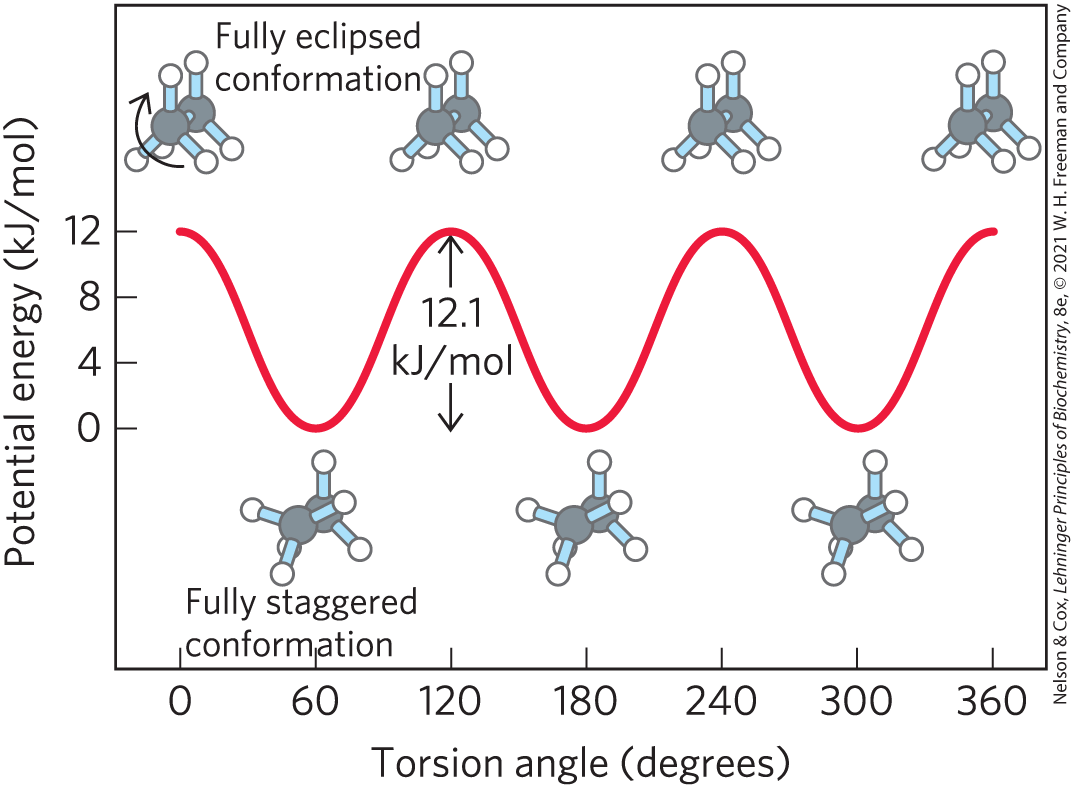 Fully eclipsed
conformation
Potential energy (kJ/mol)
12
8
4
0
12.1
kJ/mol
Fully staggered
conformation
0 60 120 180 240 300 360
Torsion angle (degrees)
Nelson & Cox, Lehninger Principles of Biochemistry, 8e, © 2021 W. H. Freeman and Company